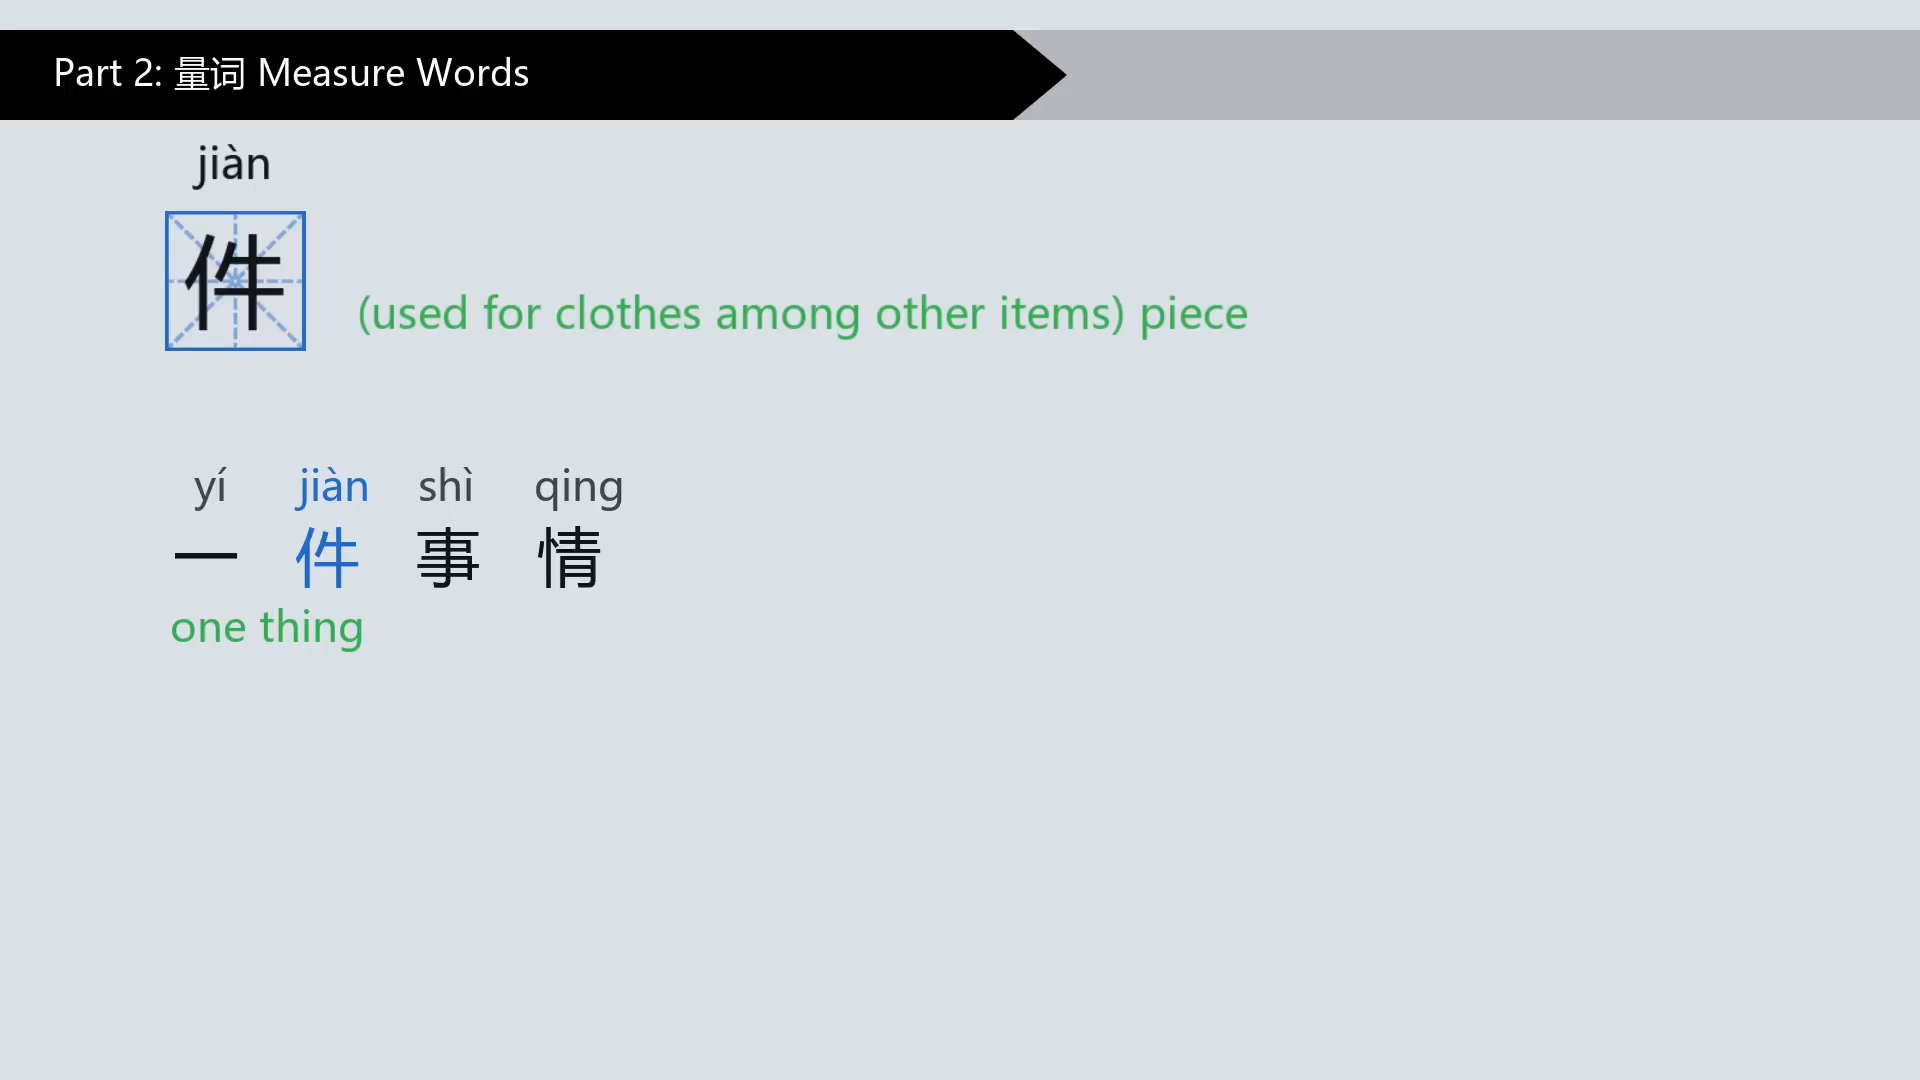 Part 2: 量词 Measure Words
jiàn
件
(used for clothes among other items) piece
yí jiàn shì qing
一 件 事 情
one thing